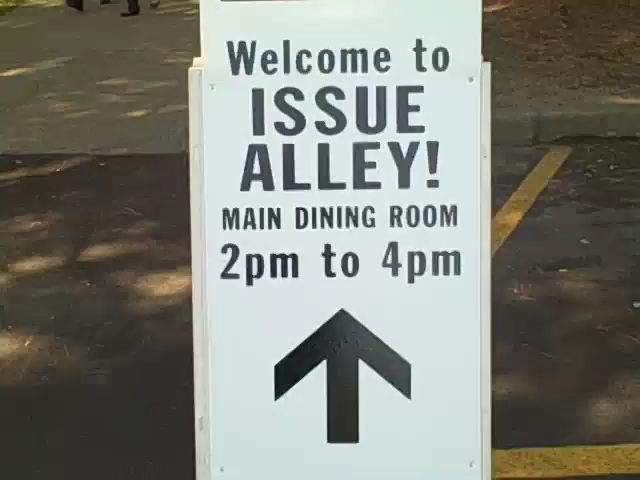 Welcome to
ISSUE
ALLEY!
MAIN DINING ROOM
2pm to 4pm